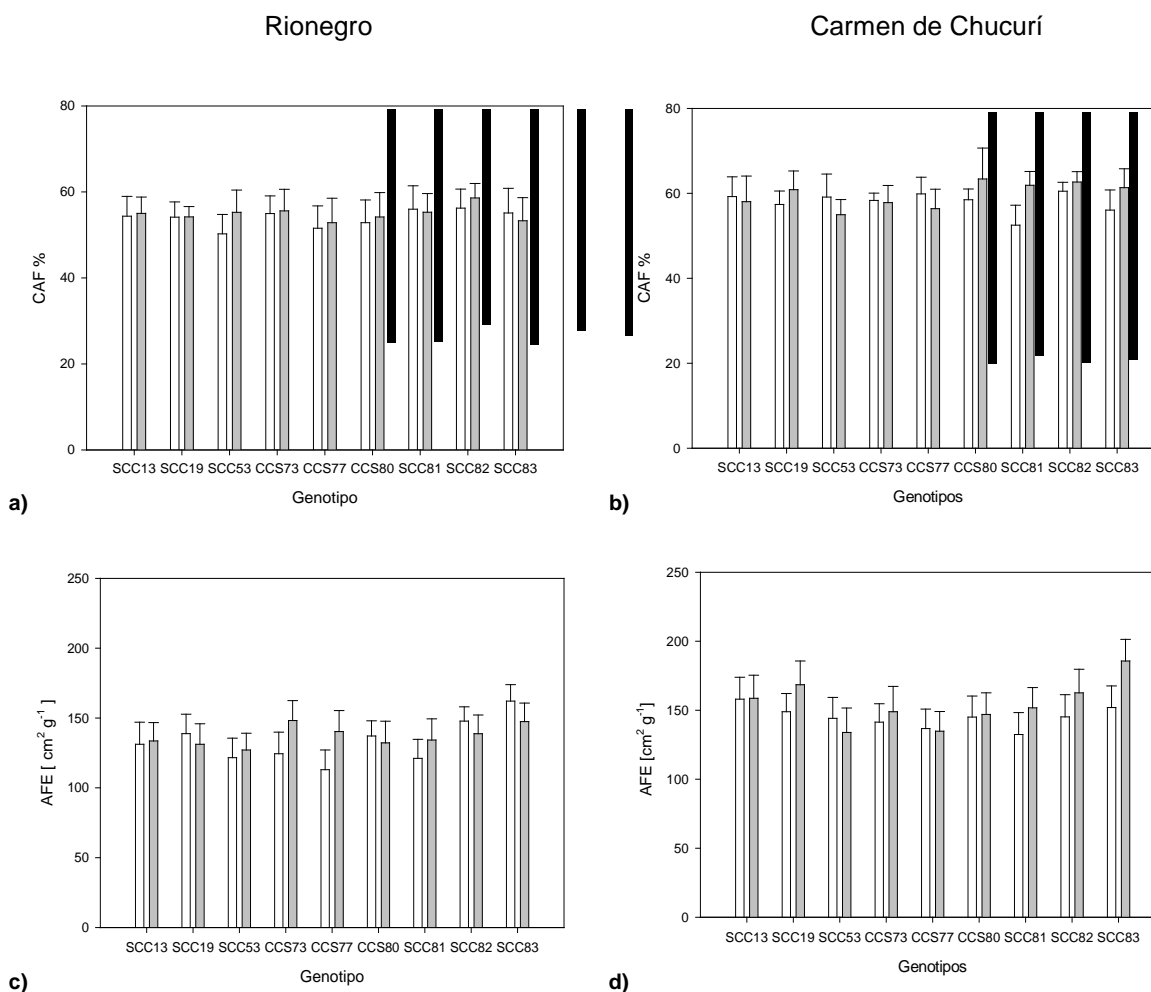 Rionegro
Carmen de Chucurí
CAF %
80
60
40
20
0
SCC13 SCC19 SCC53 CCS73 CCS77 CCS80 SCC81 SCC82 SCC83
Genotipo
a)
CAF %
80
60
40
20
0
SCC13 SCC19 SCC53 CCS73 CCS77 CCS80 SCC81 SCC82 SCC83
Genotipos
b)
AFE [ cm² g⁻¹ ]
250
200
150
100
50
0
SCC13 SCC19 SCC53 CCS73 CCS77 CCS80 SCC81 SCC82 SCC83
Genotipo
c)
AFE [cm² g⁻¹]
250
200
150
100
50
0
SCC13 SCC19 SCC53 CCS73 CCS77 CCS80 SCC81 SCC82 SCC83
Genotipos
d)